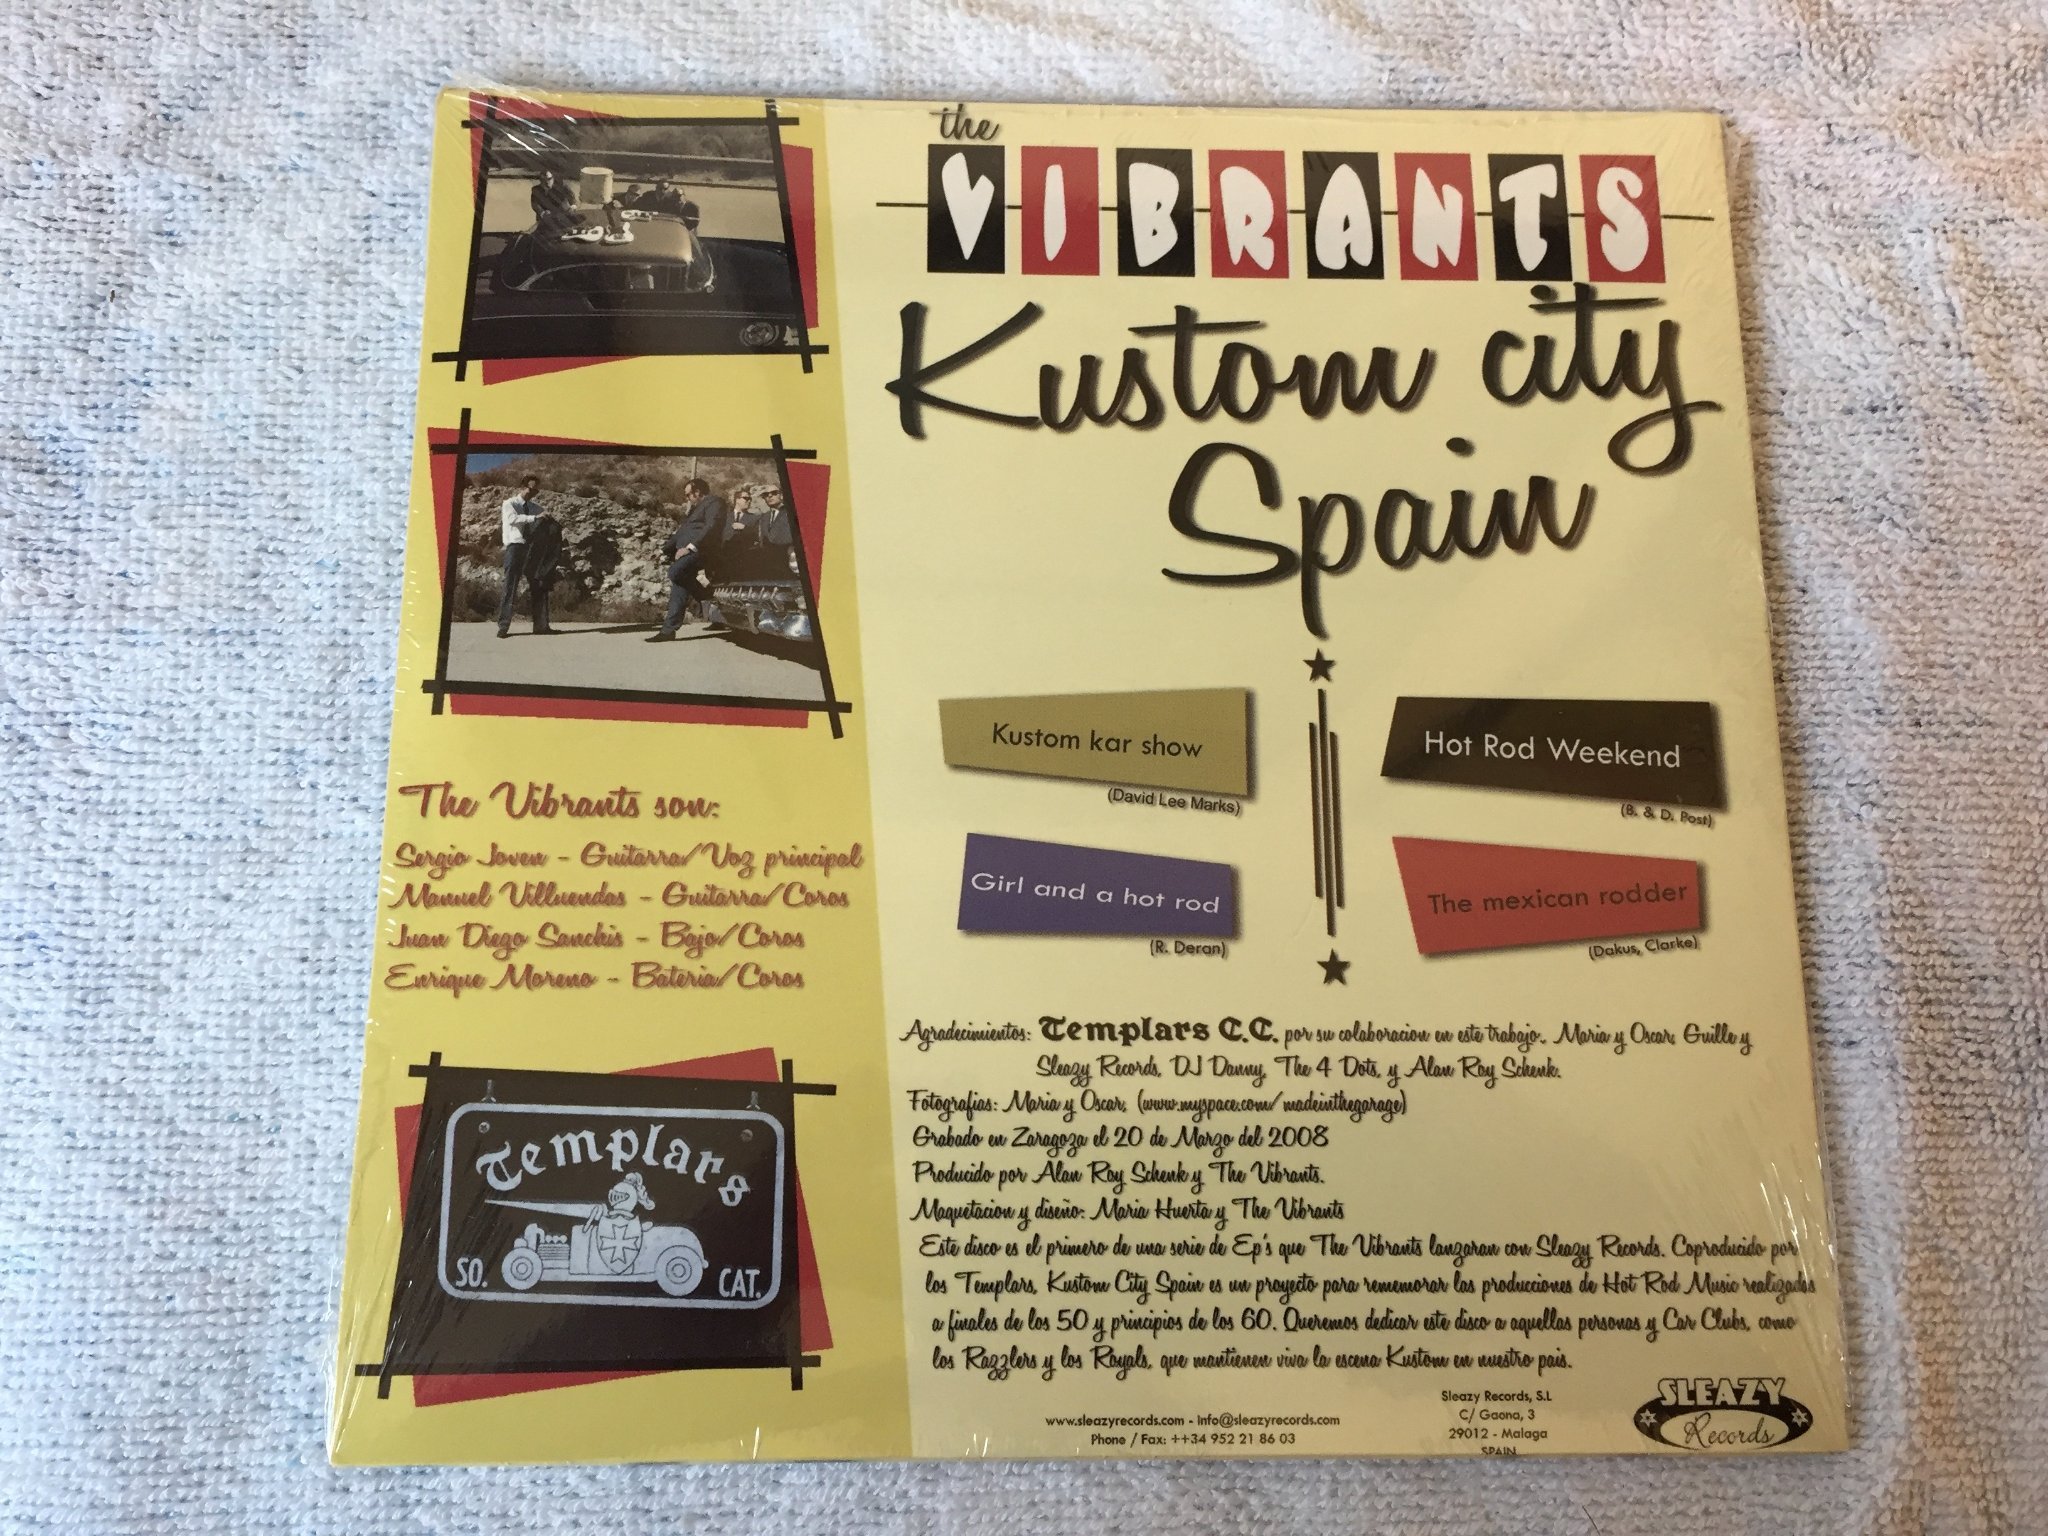 the
VIBRANTS
Kustom city
Spain
Kustom kar show
(David Lee Marks)
Hot Rod Weekend
(B. & D. Post)
Girl and a hot rod
(R. Deran)
The mexican rodder
(Dakus, Clarke)
The Vibrants son:
Sergio Joven - Guitarra/Voz principal
Manuel Villuendas - Guitarra/Coros
Juan Diego Sanchis - Bajo/Coros
Enrique Moreno - Bateria/Coros
Templars
SO. CAT.
Agradecimientos: Templars C.C. por su colaboracion en este trabajo. Maria y Oscar, Guille y
Sleazy Records, DJ Danny, The 4 Dots, y Alan Roy Schenk.
Fotografias: Maria y Oscar, (www.myspace.com/madeinthegarage)
Grabado en Zaragoza el 20 de Marzo del 2008
Producido por Alan Roy Schenk y The Vibrants.
Maquetacion y diseño: Maria Huerta y The Vibrants
Este disco es el primero de una serie de Ep's que The Vibrants lanzaran con Sleazy Records. Coproducido por
los Templars, Kustom City Spain es un proyecto para rememorar las producciones de Hot Rod Music realizadas
a finales de los 50 y principios de los 60. Queremos dedicar este disco a aquellas personas y Car Clubs, como
los Razzlers y los Royals, que mantienen viva la escena Kustom en nuestro pais.
www.sleazyrecords.com - info@sleazyrecords.com
Phone / Fax: ++34 952 21 86 03
Sleazy Records, S.L
C/ Gaona, 3
29012 - Malaga
SPAIN
SLEAZY
Records